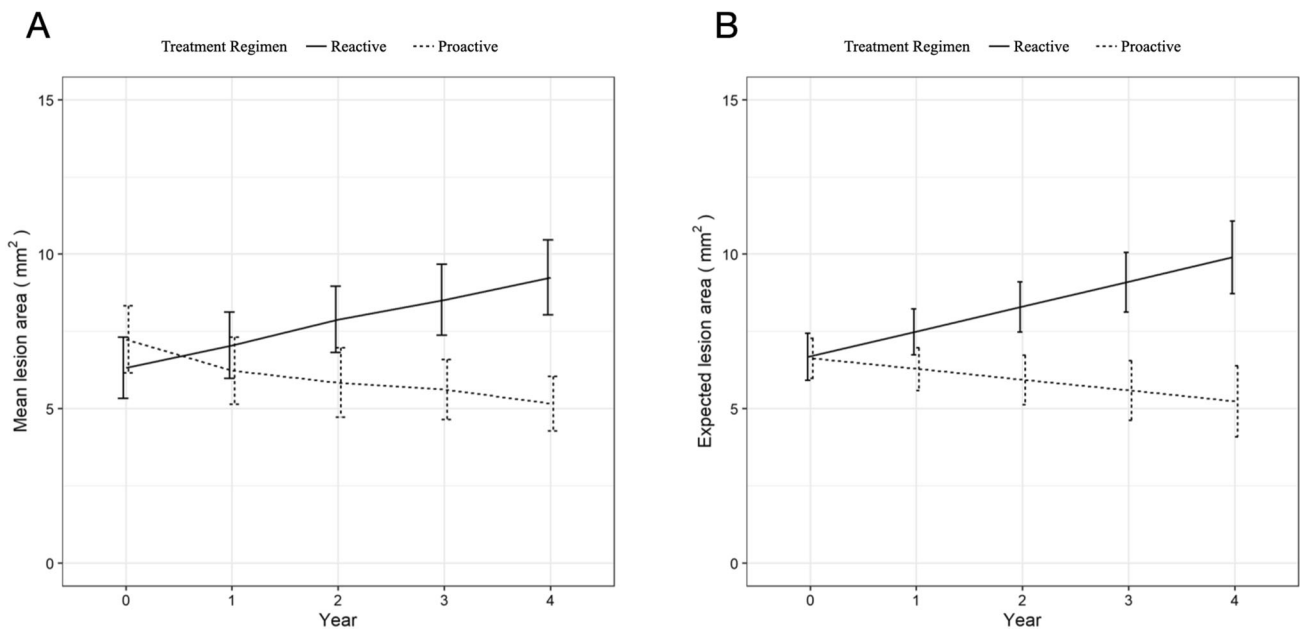 A
Treatment Regimen Reactive Proactive
15
10
5
0
Mean lesion area ( mm²)
0 1 2 3 4
Year
B
Treatment Regimen Reactive Proactive
15
10
5
0
Expected lesion area ( mm²)
0 1 2 3 4
Year